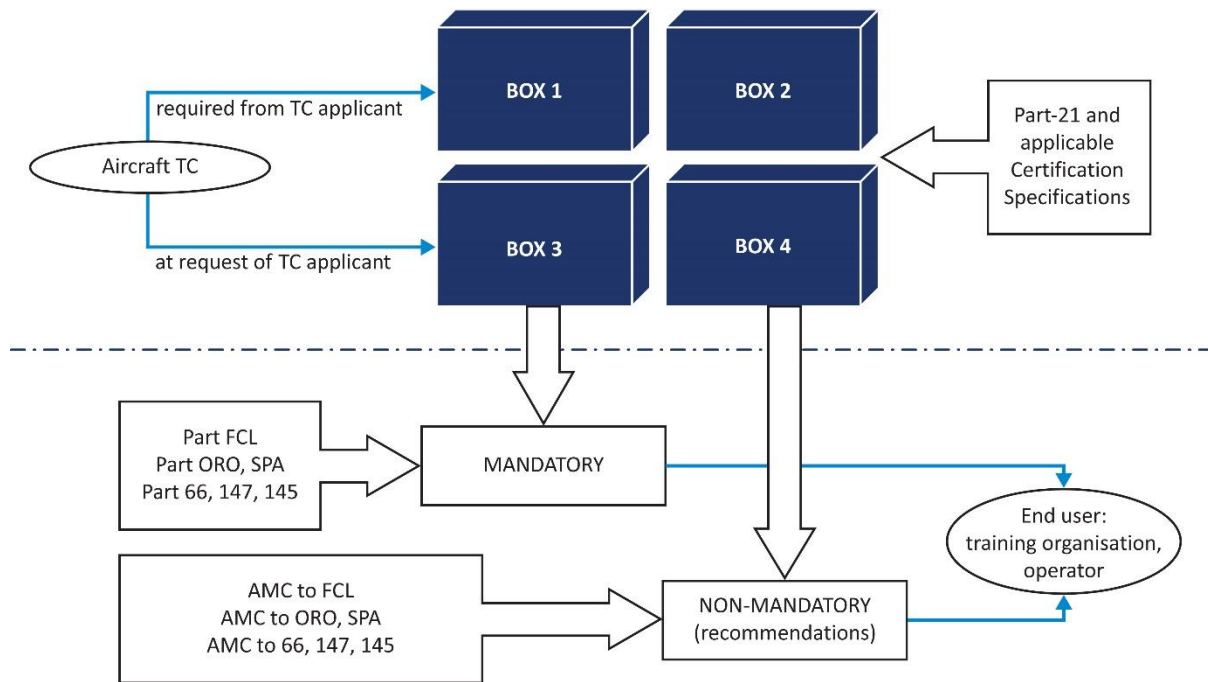 BOX 1
BOX 2
required from TC applicant
Aircraft TC
Part-21 and
applicable
Certification
Specifications
BOX 3
BOX 4
at request of TC applicant
Part FCL
Part ORO, SPA
Part 66, 147, 145
MANDATORY
End user:
training organisation,
operator
AMC to FCL
AMC to ORO, SPA
AMC to 66, 147, 145
NON-MANDATORY
(recommendations)